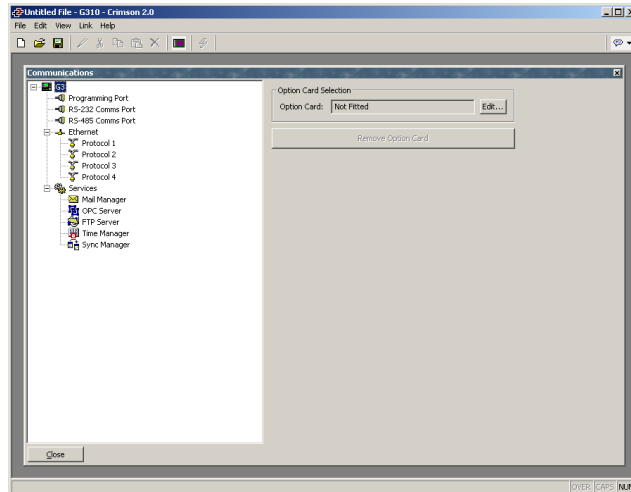 Untitled File - G310 - Crimson 2.0
File Edit View Link Help
Communications
G3
Programming Port
RS-232 Comms Port
RS-485 Comms Port
Ethernet
Protocol 1
Protocol 2
Protocol 3
Protocol 4
Services
Mail Manager
OPC Server
FTP Server
Time Manager
Sync Manager
Option Card Selection
Option Card: Not Fitted Edit...
Remove Option Card
Close
OVER CAPS NUM